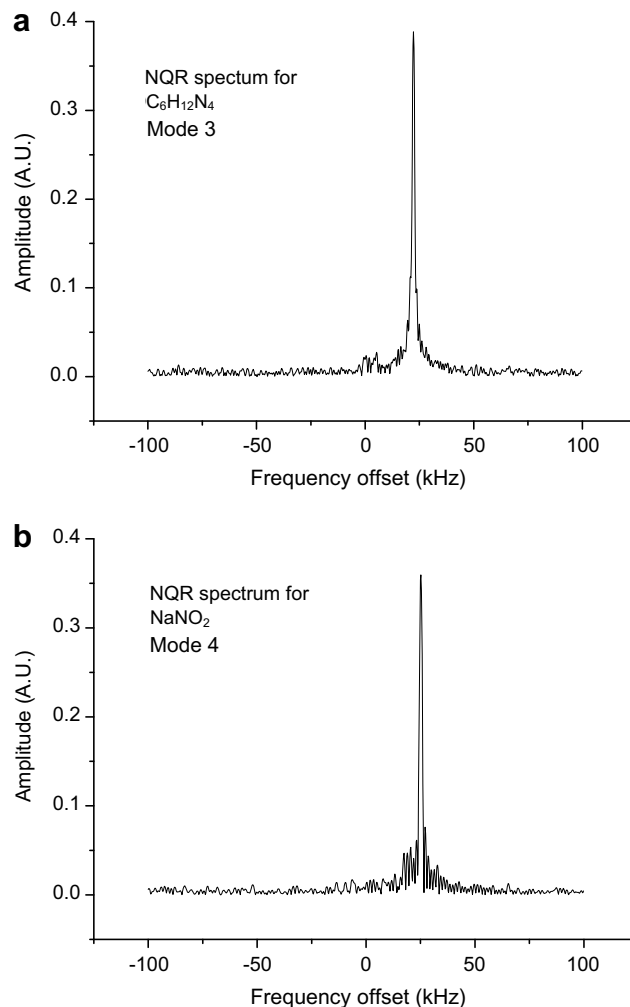 a
0.4
NQR spectum for
C₆H₁₂N₄
Mode 3
0.3
0.2
0.1
0.0
Amplitude (A.U.)
-100 -50 0 50 100
Frequency offset (kHz)
b
0.4
NQR spectrum for
NaNO₂
Mode 4
0.3
0.2
0.1
0.0
Amplitude (A.U.)
-100 -50 0 50 100
Frequency offset (kHz)